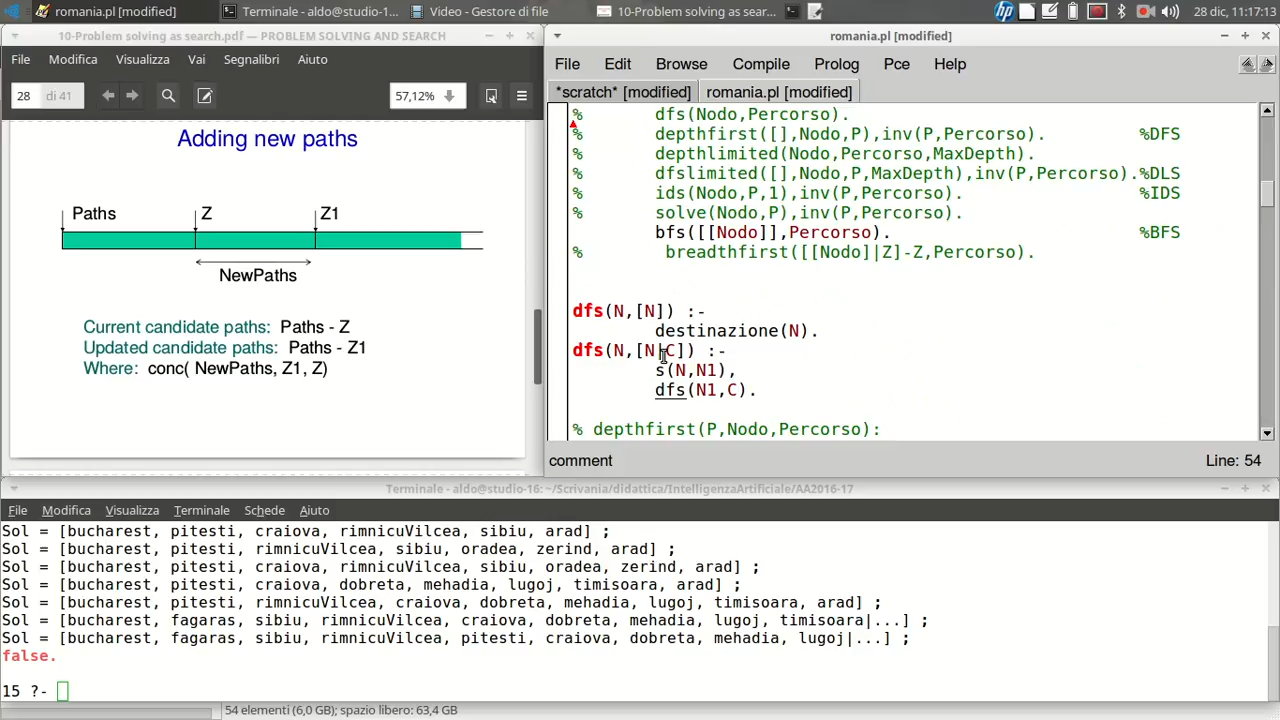 romania.pl [modified]
Terminale - aldo@studio-1...
Video - Gestore di file
10-Problem solving as sear...
28 dic, 11:17:13
10-Problem solving as search.pdf — PROBLEM SOLVING AND SEARCH
File Modifica Visualizza Vai Segnalibri Aiuto
28 di 41
57,12%
Adding new paths
Paths Z Z1
NewPaths
Current candidate paths: Paths - Z
Updated candidate paths: Paths - Z1
Where: conc( NewPaths, Z1, Z)
romania.pl [modified]
File Edit Browse Compile Prolog Pce Help
*scratch* [modified] romania.pl [modified]
% dfs(Nodo,Percorso).
% depthfirst([],Nodo,P),inv(P,Percorso). %DFS
% depthlimited(Nodo,Percorso,MaxDepth).
% dfslimited([],Nodo,P,MaxDepth),inv(P,Percorso).%DLS
% ids(Nodo,P,1),inv(P,Percorso). %IDS
% solve(Nodo,P),inv(P,Percorso).
bfs([[Nodo]],Percorso). %BFS
% breadthfirst([[Nodo]|Z]-Z,Percorso).
dfs(N,[N]) :-
destinazione(N).
dfs(N,[N|C]) :-
s(N,N1),
dfs(N1,C).
% depthfirst(P,Nodo,Percorso):
comment Line: 54
Terminale - aldo@studio-16: ~/Scrivania/didattica/IntelligenzaArtificiale/AA2016-17
File Modifica Visualizza Terminale Schede Aiuto
Sol = [bucharest, pitesti, craiova, rimnicuVilcea, sibiu, arad] ;
Sol = [bucharest, pitesti, rimnicuVilcea, sibiu, oradea, zerind, arad] ;
Sol = [bucharest, pitesti, craiova, rimnicuVilcea, sibiu, oradea, zerind, arad] ;
Sol = [bucharest, pitesti, craiova, dobreta, mehadia, lugoj, timisoara, arad] ;
Sol = [bucharest, pitesti, rimnicuVilcea, craiova, dobreta, mehadia, lugoj, timisoara, arad] ;
Sol = [bucharest, fagaras, sibiu, rimnicuVilcea, craiova, dobreta, mehadia, lugoj, timisoara|...] ;
Sol = [bucharest, fagaras, sibiu, rimnicuVilcea, pitesti, craiova, dobreta, mehadia, lugoj|...] ;
false.
15 ?-
54 elementi (6,0 GB); spazio libero: 63,4 GB